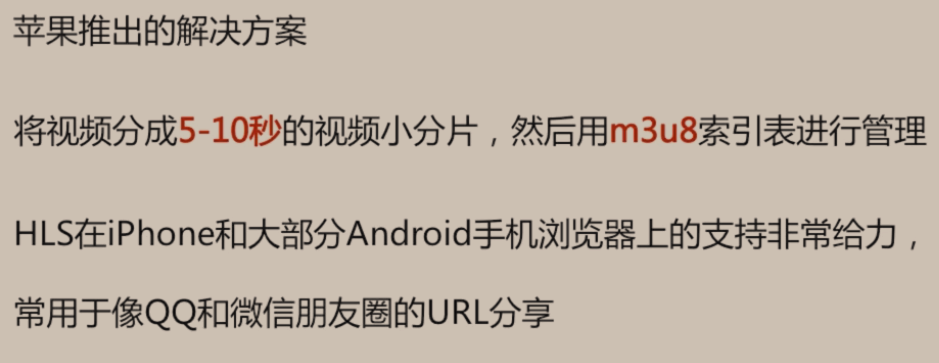 苹果推出的解决方案
将视频分成5-10秒的视频小分片，然后用m3u8索引表进行管理
HLS在iPhone和大部分Android手机浏览器上的支持非常给力，
常用于像QQ和微信朋友圈的URL分享